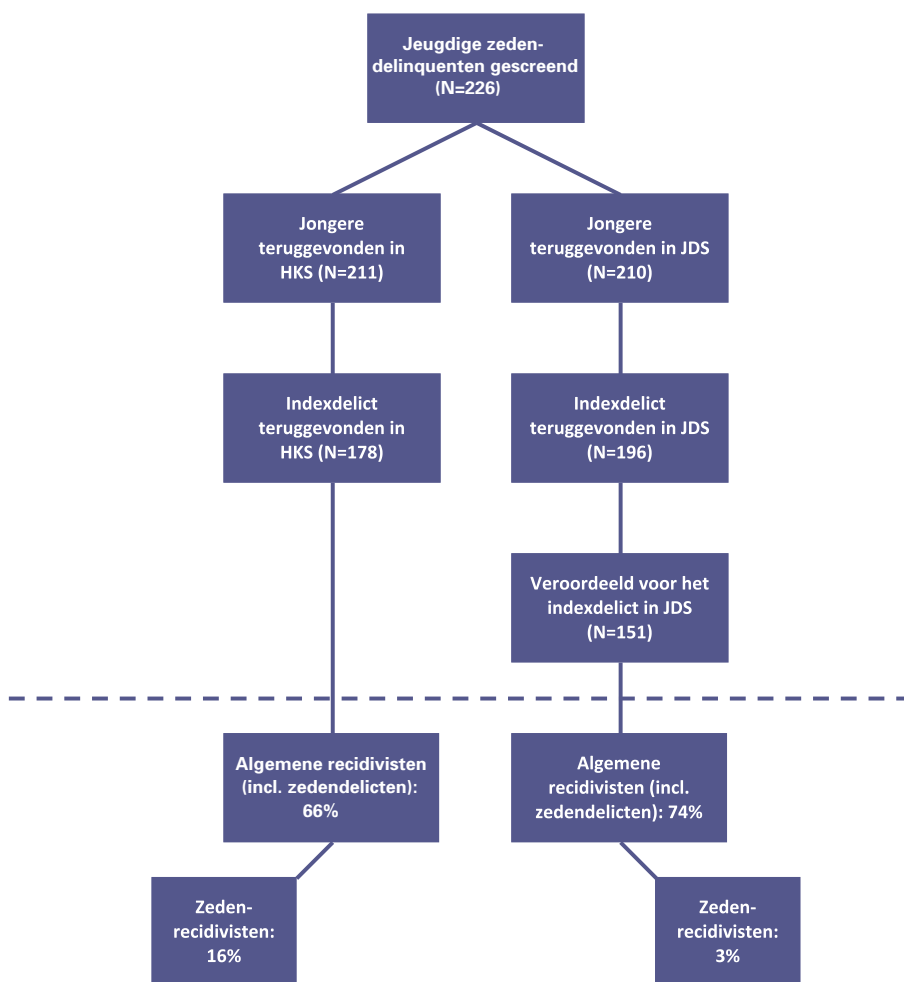 Jeugdige zeden-
delinquenten gescreend
(N=226)
Jongere
teruggevonden in
HKS (N=211)
Jongere
teruggevonden in JDS
(N=210)
Indexdelict
teruggevonden in
HKS (N=178)
Indexdelict
teruggevonden in JDS
(N=196)
Veroordeeld voor het
indexdelict in JDS
(N=151)
Algemene recidivisten
(incl. zedendelicten):
66%
Algemene
recidivisten (incl.
zedendelicten): 74%
Zeden-
recidivisten:
16%
Zeden-
recidivisten:
3%